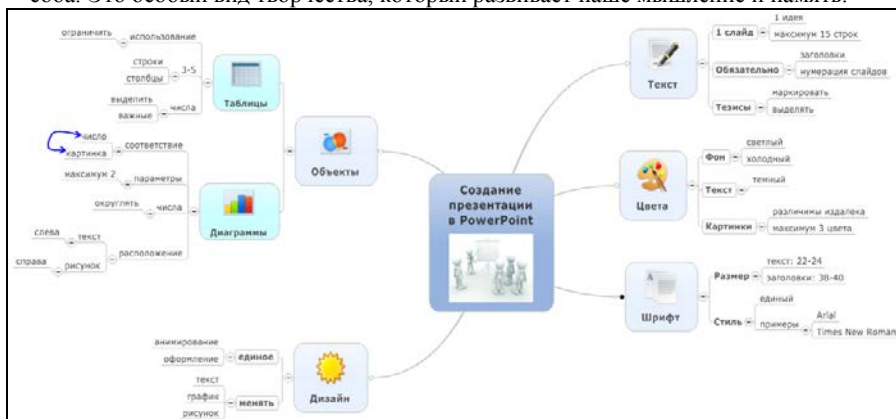 ограничить
использование
строки
столбцы
3-5
выделить
важные
числа
Таблицы
число
картинка
соответствие
максимум 2
параметры
округлять
числа
слева
текст
справа
рисунок
расположение
Диаграммы
Объекты
анимирование
оформление
единое
текст
график
рисунок
менять
Дизайн
Создание
презентации
в PowerPoint
Текст
1 слайд
1 идея
максимум 15 строк
Обязательно
заголовки
нумерация слайдов
Тезисы
маркировать
выделять
Цвета
Фон
светлый
холодный
Текст
темный
Картинки
различимы издалека
максимум 3 цвета
Шрифт
Размер
текст: 22-24
заголовки: 38-40
Стиль
единый
примеры
Arial
Times New Roman